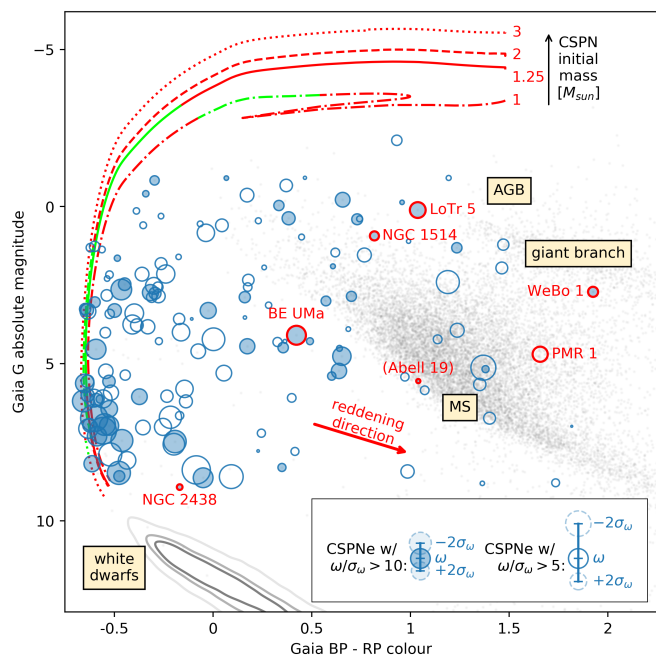 −5
0
5
10
Gaia G absolute magnitude
3
2
1.25
1
CSPN
initial
mass
[M_sun]
AGB
LoTr 5
NGC 1514
giant branch
WeBo 1
BE UMa
PMR 1
(Abell 19)
MS
reddening
direction
NGC 2438
white
dwarfs
CSPNe w/
ω/σ_ω > 10:
−2σ_ω
ω
+2σ_ω
CSPNe w/
ω/σ_ω > 5:
−2σ_ω
ω
+2σ_ω
-0.5
0
0.5
1
1.5
2
Gaia BP - RP colour